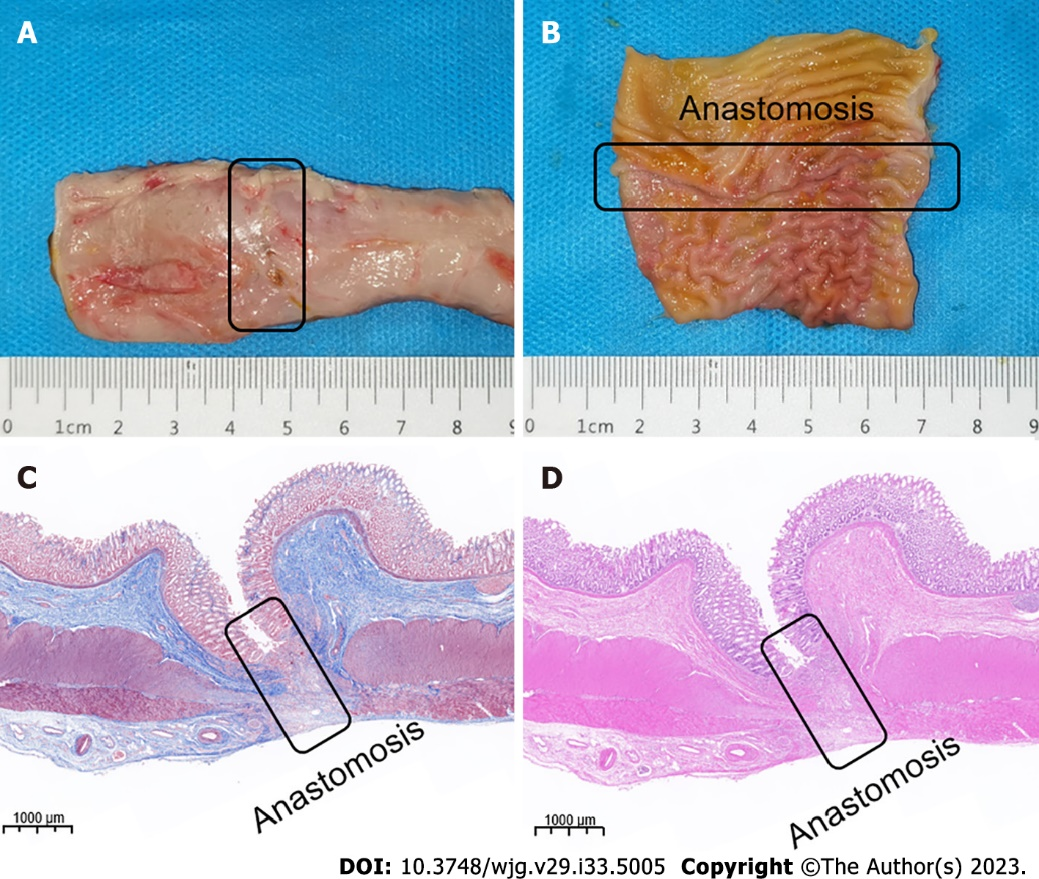 A
B
Anastomosis
0 1cm 2 3 4 5 6 7 8 9
0 1cm 2 3 4 5 6 7 8 9
C
D
Anastomosis
Anastomosis
1000 µm
1000 µm
DOI: 10.3748/wjg.v29.i33.5005 Copyright ©The Author(s) 2023.